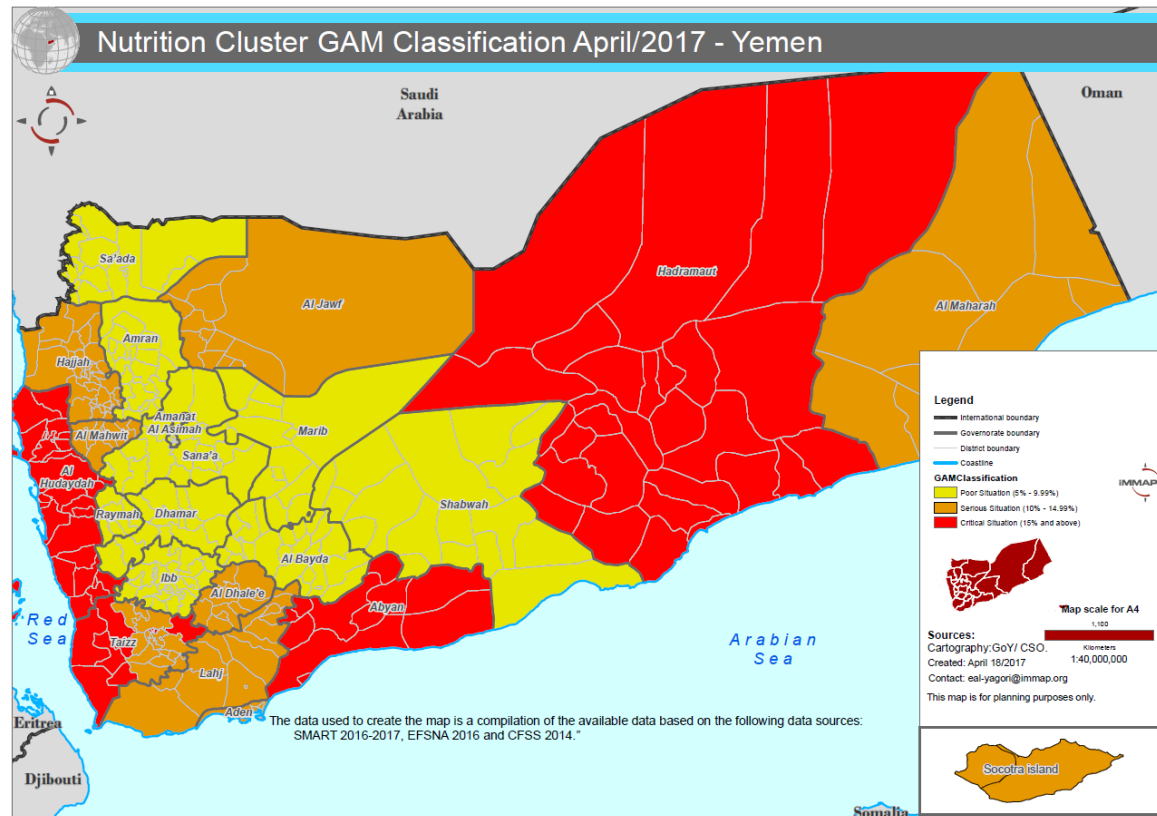 Nutrition Cluster GAM Classification April/2017 - Yemen
Saudi
Arabia
Oman
Sa'ada
Al Jawf
Hadramaut
Al Maharah
Amran
Hajjah
Amanat
Al Asimah
Marib
Al Mahwit
Sana'a
Al
Hudaydah
Raymah
Dhamar
Shabwah
Al Bayda
Ibb
Al Dhale'e
Abyan
Red
Sea
Taizz
Lahj
Aden
Arabian
Sea
Eritrea
Djibouti
Somalia
The data used to create the map is a compilation of the available data based on the following data sources:
SMART 2016-2017, EFSNA 2016 and CFSS 2014."
Legend
International boundary
Governorate boundary
District boundary
Coastline
GAMClassification
Poor Situation (5% - 9.99%)
Serious Situation (10% - 14.99%)
Critical Situation (15% and above)
iMMAP
Map scale for A4
1,100
Kilometers
1:40,000,000
Sources:
Cartography:GoY/ CSO.
Created: April 18/2017
Contact: eal-yagori@immap.org
This map is for planning purposes only.
Socotra island